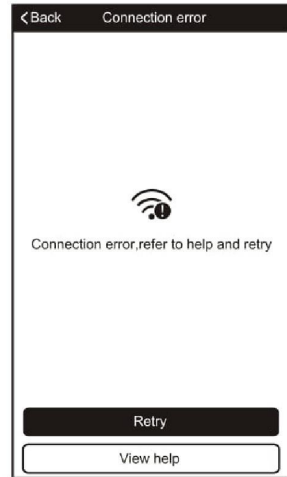 Back Connection error
Connection error,refer to help and retry
Retry
View help